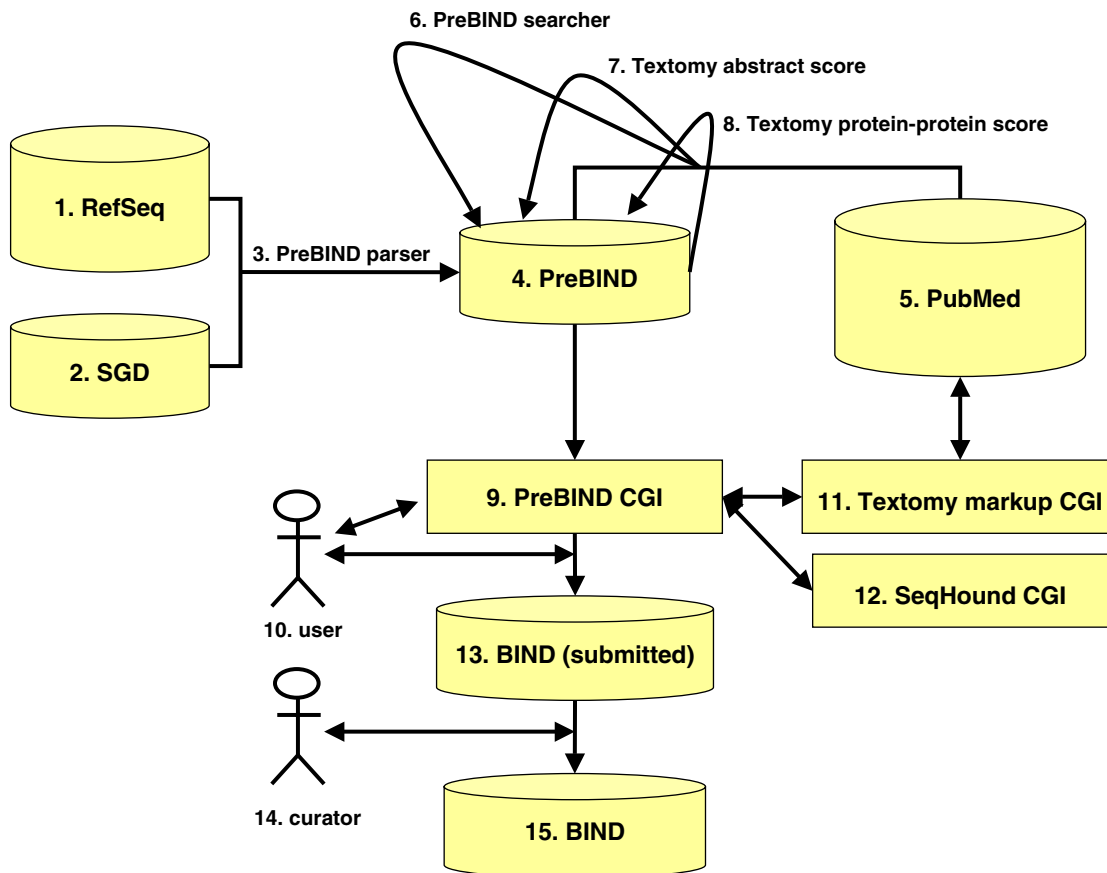 6. PreBIND searcher
7. Textomy abstract score
8. Textomy protein-protein score
1. RefSeq
3. PreBIND parser
4. PreBIND
5. PubMed
2. SGD
9. PreBIND CGI
11. Textomy markup CGI
12. SeqHound CGI
10. user
13. BIND (submitted)
14. curator
15. BIND